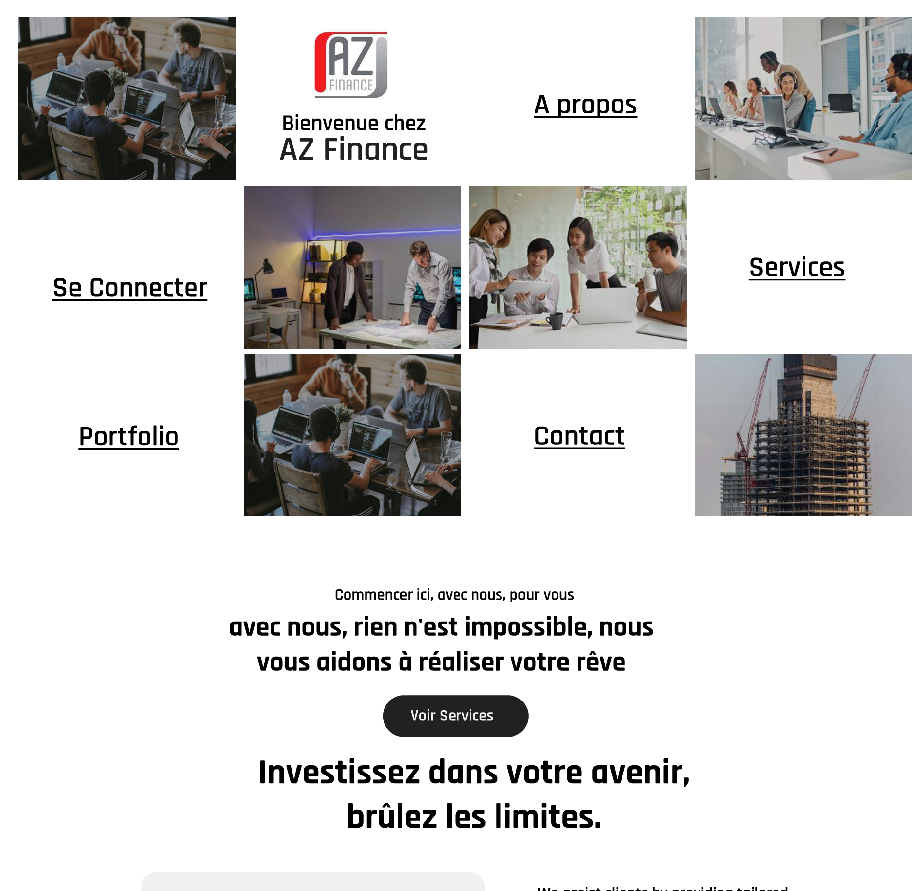 AZ
FINANCE
Bienvenue chez
AZ Finance
A propos
Se Connecter
Services
Portfolio
Contact
Commencer ici, avec nous, pour vous
avec nous, rien n'est impossible, nous
vous aidons à réaliser votre rêve
Voir Services
Investissez dans votre avenir,
brûlez les limites.
We assist clients by providing tailored